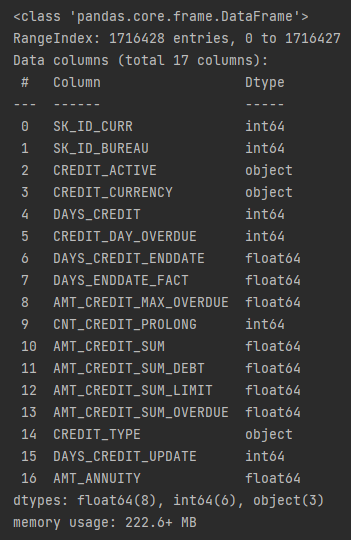 <class 'pandas.core.frame.DataFrame'>
RangeIndex: 1716428 entries, 0 to 1716427
Data columns (total 17 columns):
 #   Column                  Dtype
---  ------                  -----
 0   SK_ID_CURR              int64
 1   SK_ID_BUREAU            int64
 2   CREDIT_ACTIVE           object
 3   CREDIT_CURRENCY         object
 4   DAYS_CREDIT             int64
 5   CREDIT_DAY_OVERDUE      int64
 6   DAYS_CREDIT_ENDDATE     float64
 7   DAYS_ENDDATE_FACT       float64
 8   AMT_CREDIT_MAX_OVERDUE  float64
 9   CNT_CREDIT_PROLONG      int64
 10  AMT_CREDIT_SUM          float64
 11  AMT_CREDIT_SUM_DEBT     float64
 12  AMT_CREDIT_SUM_LIMIT    float64
 13  AMT_CREDIT_SUM_OVERDUE  float64
 14  CREDIT_TYPE             object
 15  DAYS_CREDIT_UPDATE      int64
 16  AMT_ANNUITY             float64
dtypes: float64(8), int64(6), object(3)
memory usage: 222.6+ MB